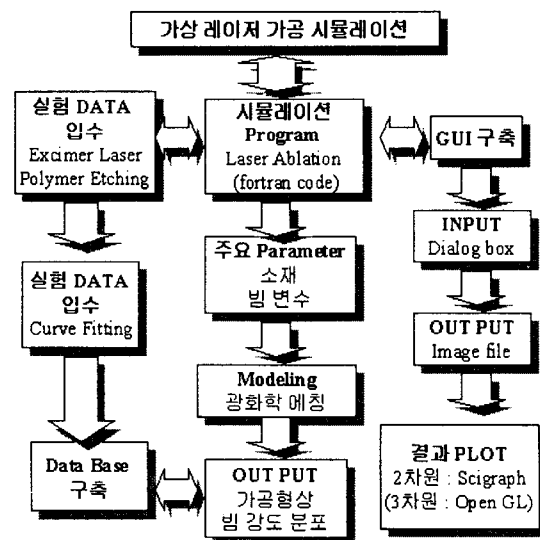 가상 레이저 가공 시뮬레이션
실험 DATA
입수
Excimer Laser
Polymer Etching
시뮬레이션
Program
Laser Ablation
(fortran code)
GUI 구축
실험 DATA
입수
Curve Fitting
주요 Parameter
소재
빔 변수
INPUT
Dialog box
OUT PUT
Image file
Modeling
광화학 에칭
Data Base
구축
OUT PUT
가공형상
빔 강도 분포
결과 PLOT
2차원 : Scigraph
(3차원 : Open GL)